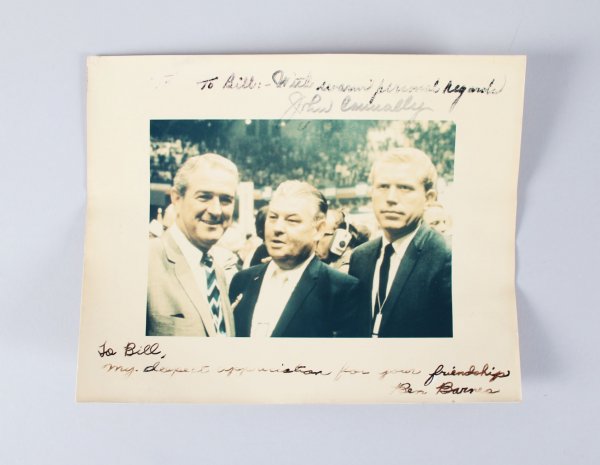 To Bill:- With warm personal regards
John Connally
To Bill,
My deepest appreciation for your friendship
Ben Barnes